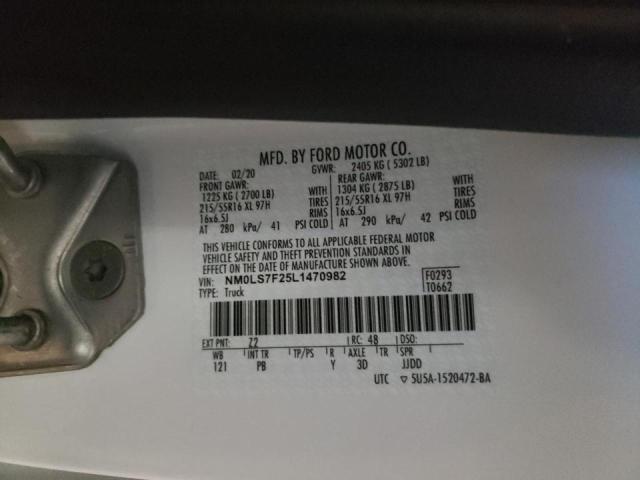 MFD. BY FORD MOTOR CO.
DATE: 02/20 GVWR: 2405 KG ( 5302 LB)
FRONT GAWR: REAR GAWR:
1225 KG ( 2700 LB) WITH 1304 KG ( 2875 LB) WITH
215/55R16 XL 97H TIRES 215/55R16 XL 97H TIRES
16x6.5J RIMS 16x6.5J RIMS
AT 280 kPa/ 41 PSI COLD AT 290 kPa/ 42 PSI COLD
THIS VEHICLE CONFORMS TO ALL APPLICABLE FEDERAL MOTOR
VEHICLE SAFETY AND THEFT PREVENTION STANDARDS IN
EFFECT ON THE DATE OF MANUFACTURE SHOWN ABOVE.
VIN: NM0LS7F25L1470982 F0293
TYPE: Truck T0662
EXT PNT: Z2 RC: 48 DSO:
WB INT TR TP/PS R AXLE TR SPR
121 PB Y 3D JJDD
UTC ▽ 5U5A-1520472-BA